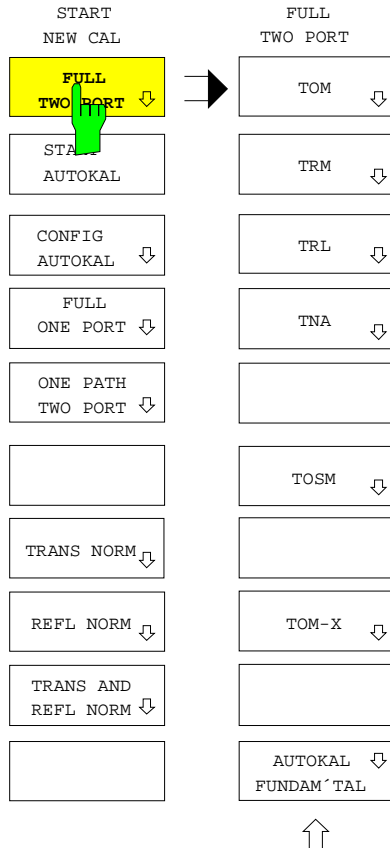 START
NEW CAL
FULL
TWO PORT
START
AUTOKAL
CONFIG
AUTOKAL
FULL
ONE PORT
ONE PATH
TWO PORT
TRANS NORM
REFL NORM
TRANS AND
REFL NORM
FULL
TWO PORT
TOM
TRM
TRL
TNA
TOSM
TOM-X
AUTOKAL
FUNDAM´TAL